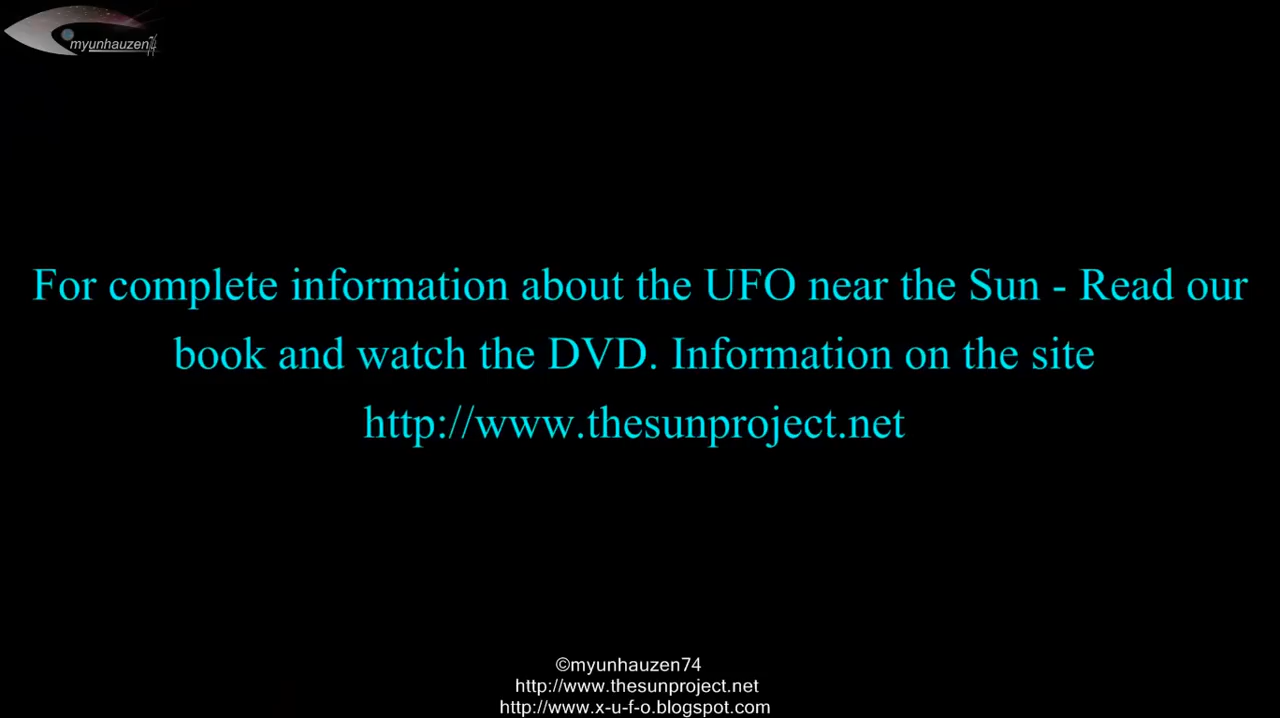 myunhauzen74
For complete information about the UFO near the Sun - Read our
book and watch the DVD. Information on the site
http://www.thesunproject.net
©myunhauzen74
http://www.thesunproject.net
http://www.x-u-f-o.blogspot.com